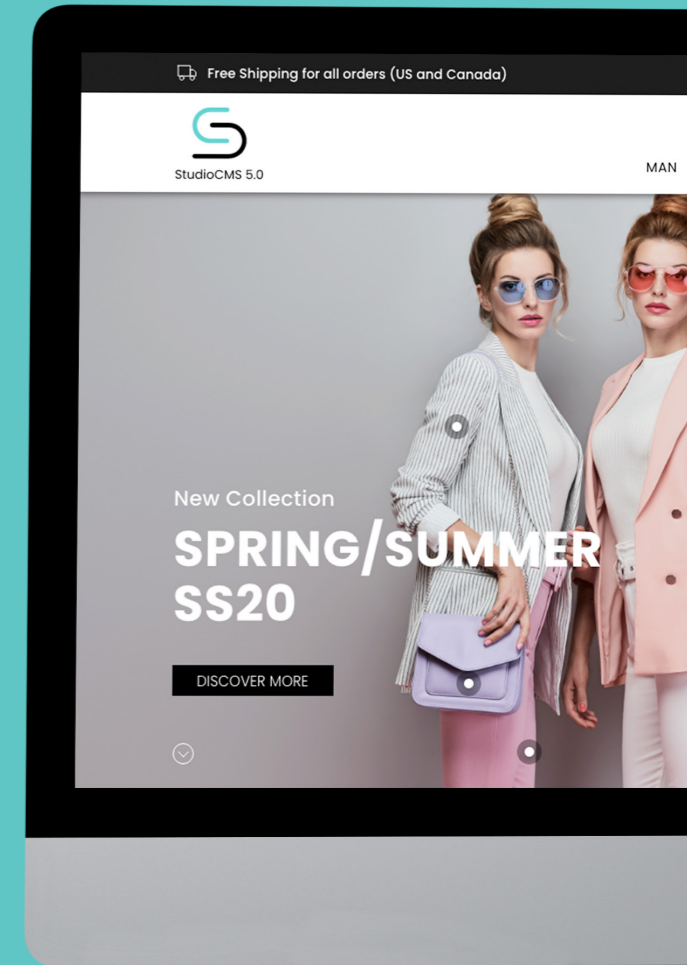 Free Shipping for all orders (US and Canada)
StudioCMS 5.0
MAN
New Collection
SPRING/SUMMER
SS20
DISCOVER MORE